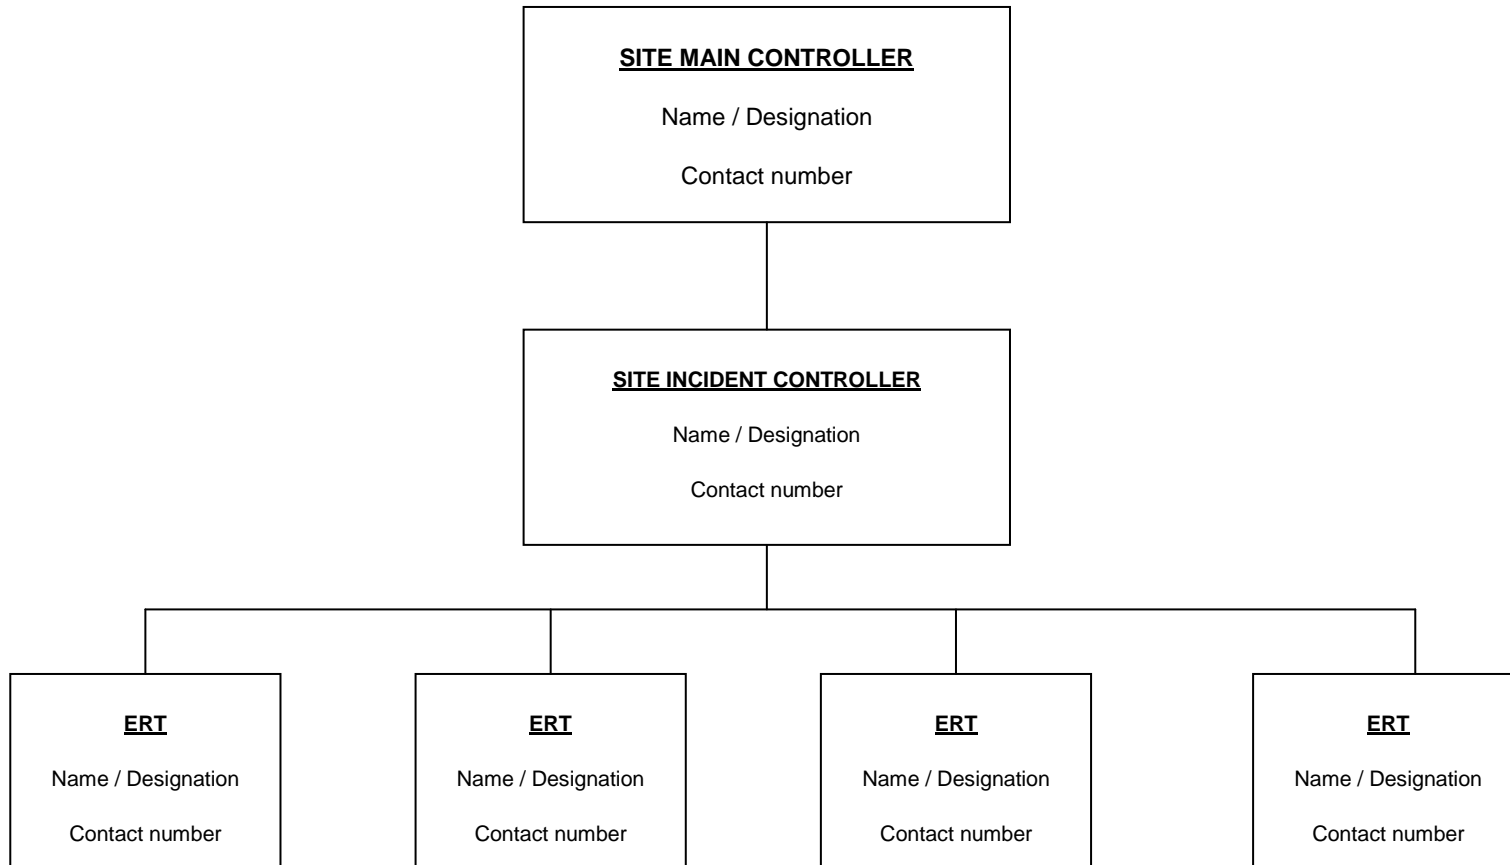 SITE MAIN CONTROLLER
Name / Designation
Contact number
SITE INCIDENT CONTROLLER
Name / Designation
Contact number
ERT
Name / Designation
Contact number
ERT
Name / Designation
Contact number
ERT
Name / Designation
Contact number
ERT
Name / Designation
Contact number